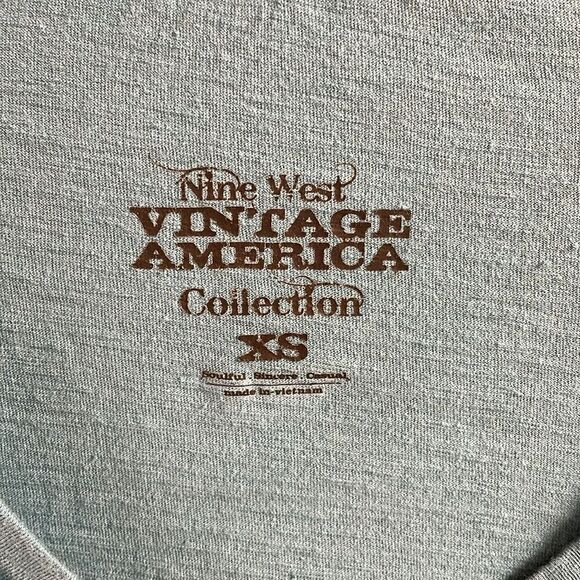 Nine West
VINTAGE
AMERICA
Collection
XS
Soulful . Sincere . Casual
made in-vietnam